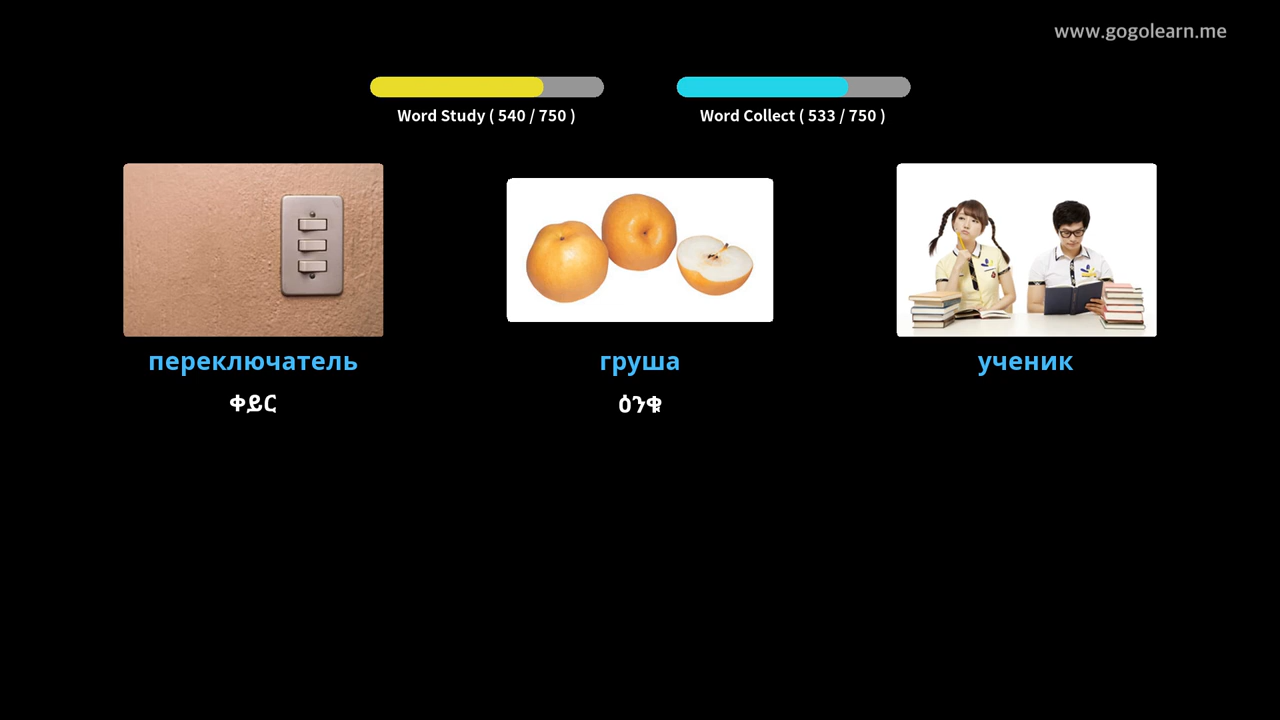 www.gogolearn.me
Word Study ( 540 / 750 )
Word Collect ( 533 / 750 )
переключатель
груша
ученик
ቀይር
ዕንቁ